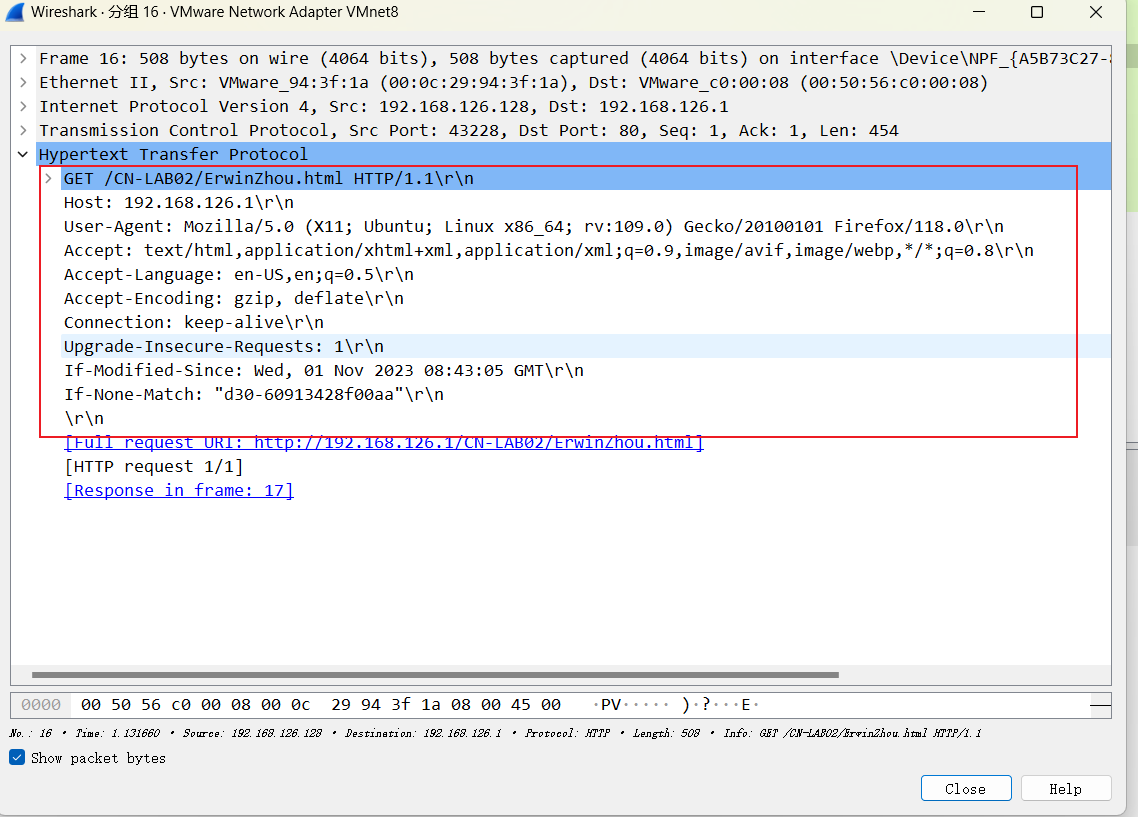 Wireshark · 分组 16 · VMware Network Adapter VMnet8
Frame 16: 508 bytes on wire (4064 bits), 508 bytes captured (4064 bits) on interface \Device\NPF_{A5B73C27-
Ethernet II, Src: VMware_94:3f:1a (00:0c:29:94:3f:1a), Dst: VMware_c0:00:08 (00:50:56:c0:00:08)
Internet Protocol Version 4, Src: 192.168.126.128, Dst: 192.168.126.1
Transmission Control Protocol, Src Port: 43228, Dst Port: 80, Seq: 1, Ack: 1, Len: 454
Hypertext Transfer Protocol
GET /CN-LAB02/ErwinZhou.html HTTP/1.1\r\n
Host: 192.168.126.1\r\n
User-Agent: Mozilla/5.0 (X11; Ubuntu; Linux x86_64; rv:109.0) Gecko/20100101 Firefox/118.0\r\n
Accept: text/html,application/xhtml+xml,application/xml;q=0.9,image/avif,image/webp,*/*;q=0.8\r\n
Accept-Language: en-US,en;q=0.5\r\n
Accept-Encoding: gzip, deflate\r\n
Connection: keep-alive\r\n
Upgrade-Insecure-Requests: 1\r\n
If-Modified-Since: Wed, 01 Nov 2023 08:43:05 GMT\r\n
If-None-Match: "d30-60913428f00aa"\r\n
\r\n
[Full request URI: http://192.168.126.1/CN-LAB02/ErwinZhou.html]
[HTTP request 1/1]
[Response in frame: 17]
0000 00 50 56 c0 00 08 00 0c 29 94 3f 1a 08 00 45 00 ·PV····· )·?···E·
No.: 16 · Time: 1.131660 · Source: 192.168.126.128 · Destination: 192.168.126.1 · Protocol: HTTP · Length: 508 · Info: GET /CN-LAB02/ErwinZhou.html HTTP/1.1
Show packet bytes
Close Help